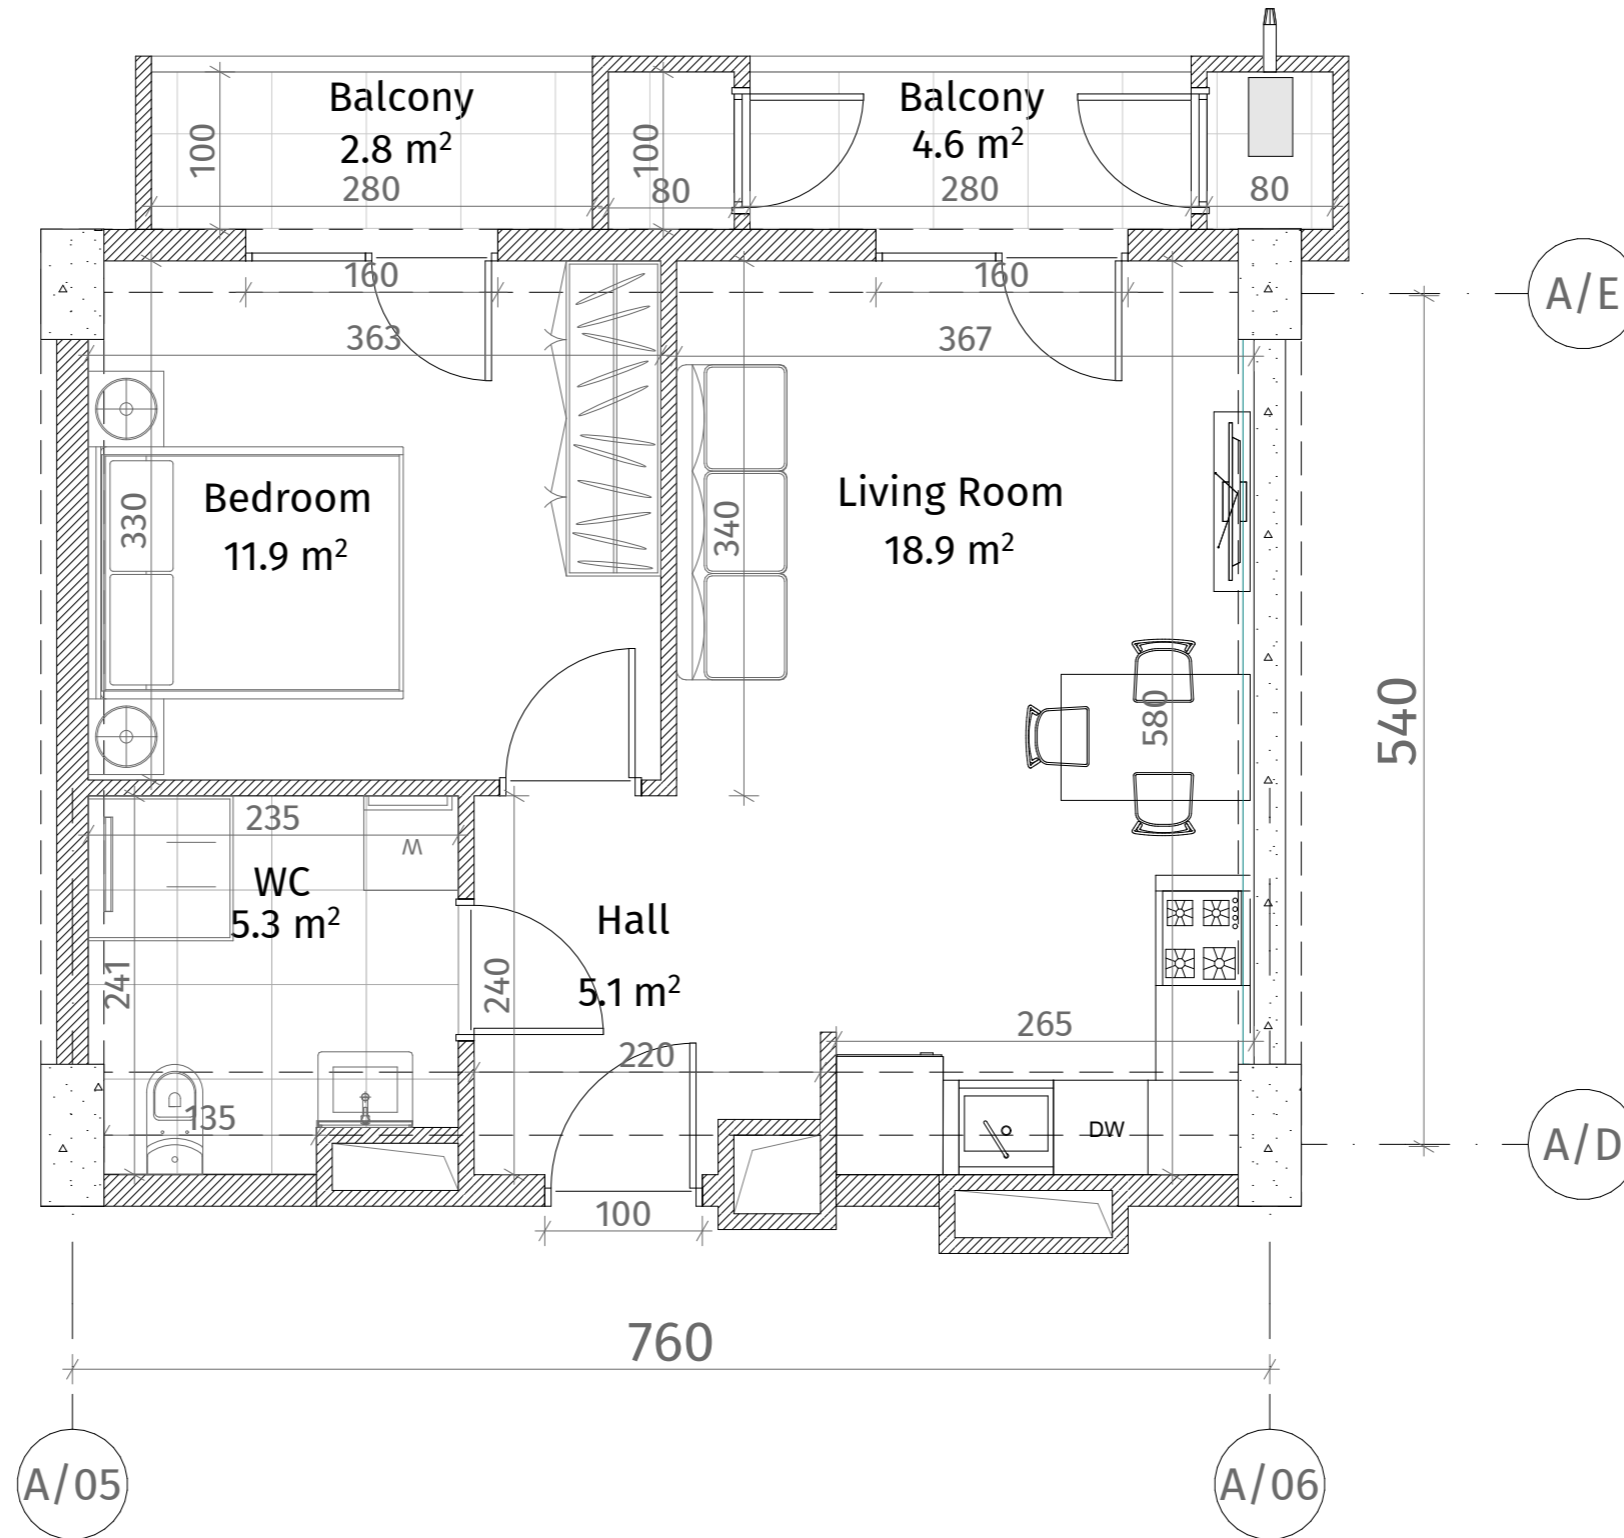 Balcony
2.8 m²
100
280
100
80
Balcony
4.6 m²
280
80
160
160
363
367
A/E
Bedroom
11.9 m²
330
340
Living Room
18.9 m²
580
540
235
W
WC
5.3 m²
241
240
Hall
5.1 m²
220
265
135
DW
A/D
100
760
A/05
A/06